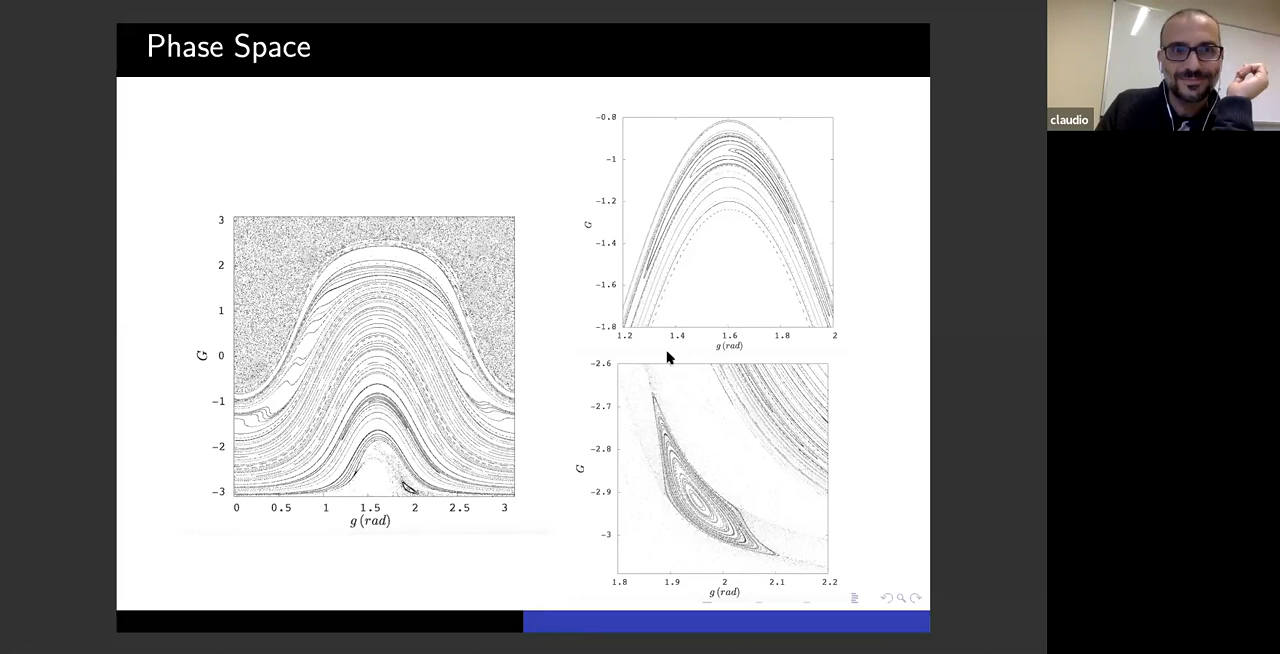 Phase Space
claudio
3
2
1
0
−1
−2
−3
G
0 0.5 1 1.5 2 2.5 3
g (rad)
−0.8
−1
−1.2
−1.4
−1.6
−1.8
G
1.2 1.4 1.6 1.8 2
g (rad)
−2.6
−2.7
−2.8
−2.9
−3
G
1.8 1.9 2 2.1 2.2
g (rad)